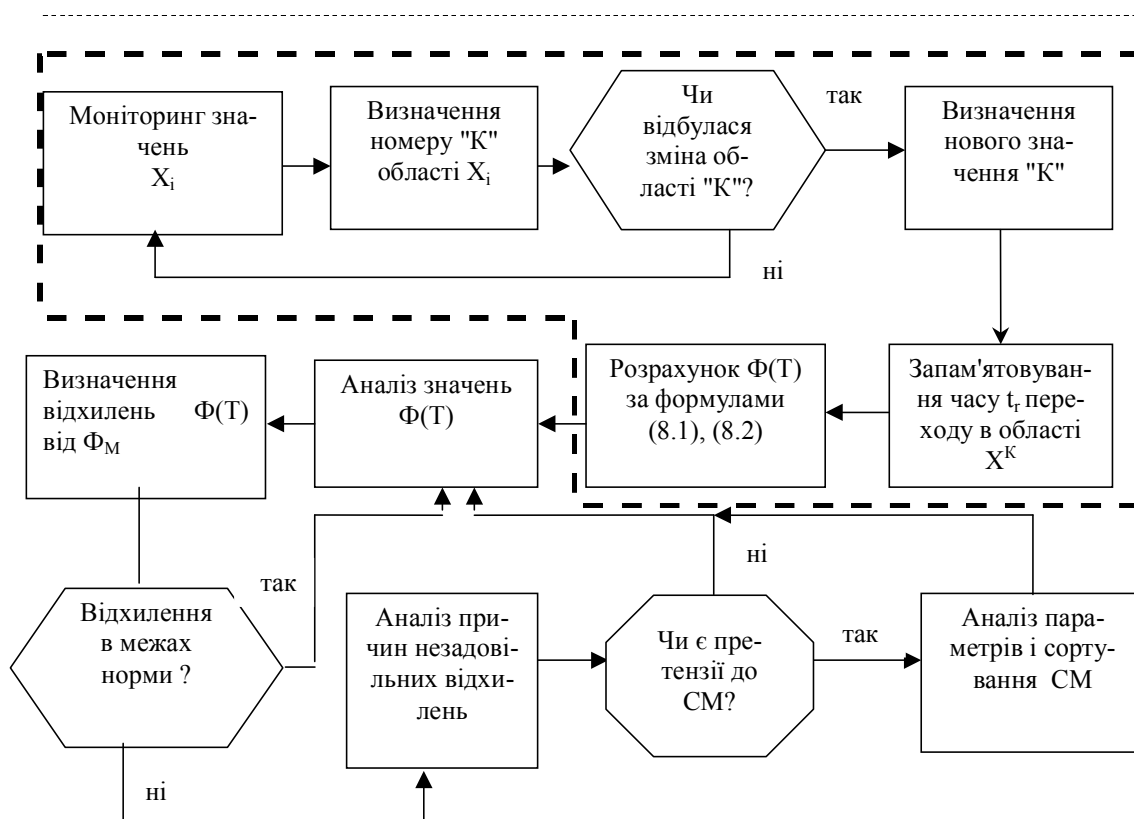 Моніторинг зна-
чень
Xi
Визначення
номеру "К"
області Xi
Чи
відбулася
зміна об-
ласті "К"?
так
Визначення
нового зна-
чення "К"
ні
Визначення
відхилень Ф(Т)
від ФМ
Аналіз значень
Ф(Т)
Розрахунок Ф(Т)
за формулами
(8.1), (8.2)
Запам'ятовуван-
ня часу tr пере-
ходу в області
XК
ні
так
Відхилення
в межах
норми ?
Аналіз при-
чин незадові-
льних відхи-
лень
Чи є пре-
тензії до
СМ?
так
Аналіз пара-
метрів і сорту-
вання СМ
ні